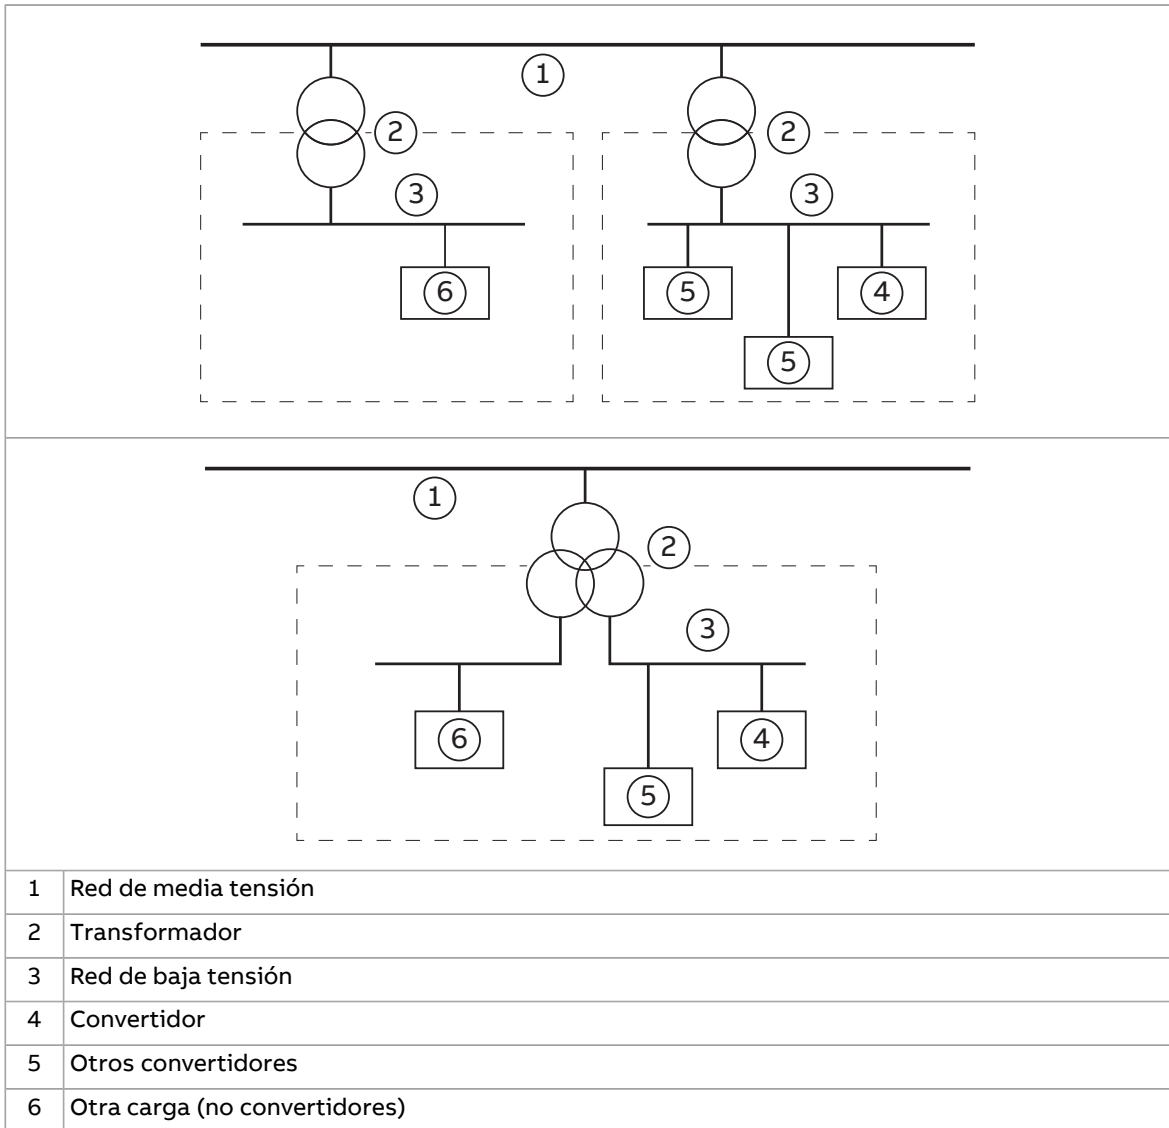 1
2
2
3
3
6
5
4
5
1
2
3
6
4
5
1 Red de media tensión
2 Transformador
3 Red de baja tensión
4 Convertidor
5 Otros convertidores
6 Otra carga (no convertidores)